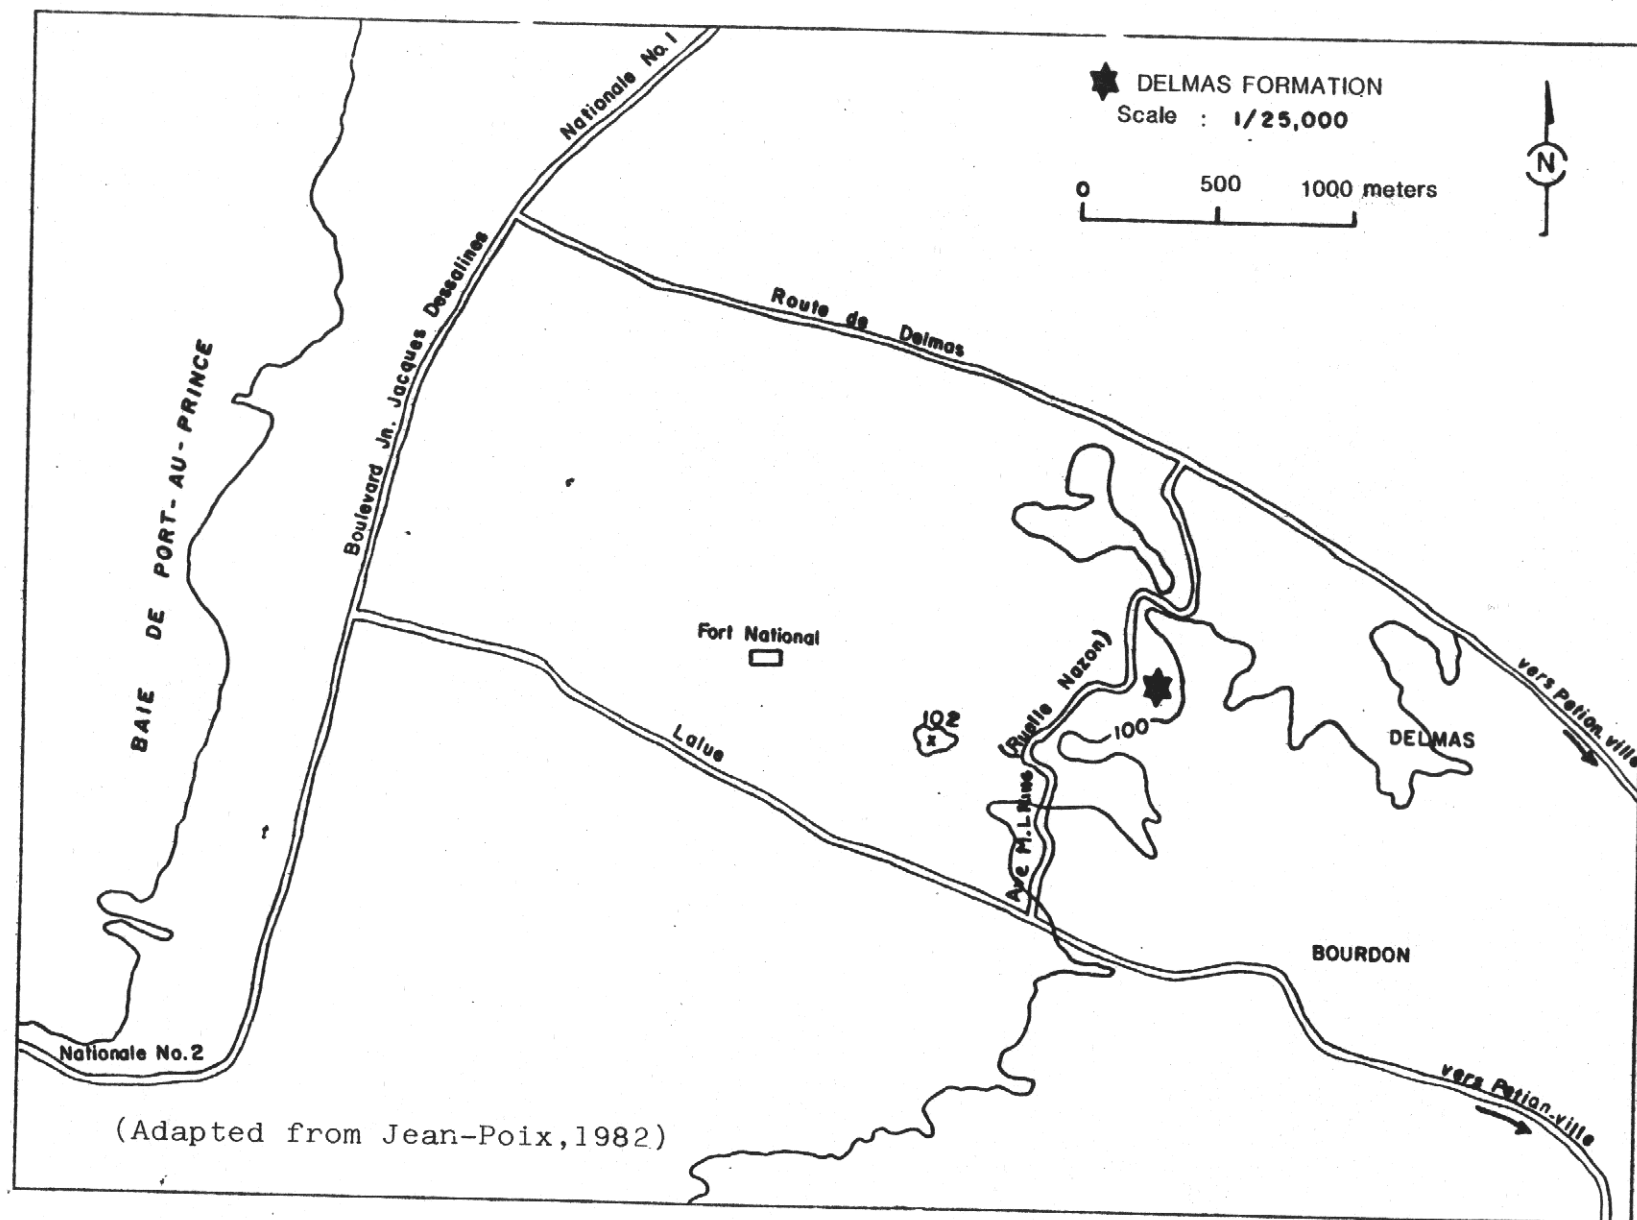 Nationale No. 1
DELMAS FORMATION
Scale : 1/25,000
N
0 500 1000 meters
Boulevard Jn. Jacques Dessalines
Route de Delmas
BAIE DE PORT-AU-PRINCE
Fort National
(Ruelle Nazon)
vers Petian.ville
102
x
100
DELMAS
Lalue
Ave M.L.King
BOURDON
Nationale No.2
vers Petian-ville
(Adapted from Jean-Poix,1982)